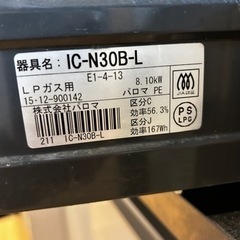 器具名：IC-N30B-L
E1-4-13 8.10kW
LPガス用 パロマ PE
15·12-900142 区分C
株式会社パロマ 効率56.3%
区分J
効率167Wh
211 IC-N30B-L
PS
LPG